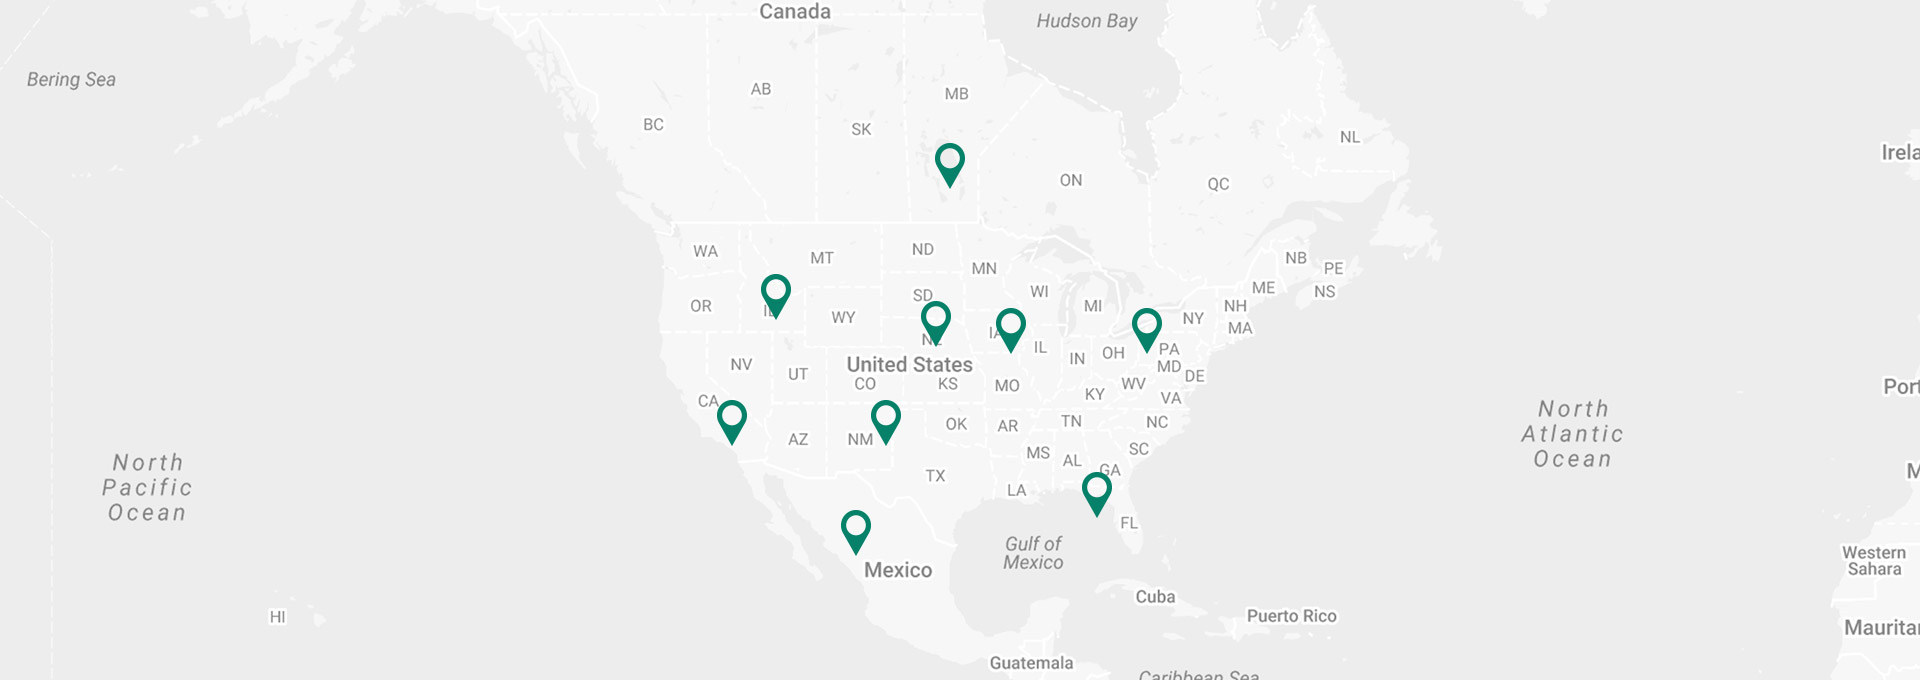 Canada
Hudson Bay
Bering Sea
AB
MB
BC
SK
NL
Irela
ON
QC
WA
MT
ND
MN
NB
PE
ME
NS
OR
SD
WI
MI
NH
NY
MA
WY
IA
IL
OH
PA
IN
United States
MD
DE
NV
UT
CO
KS
MO
WV
KY
VA
Port
CA
North
Atlantic
Ocean
AZ
NM
OK
AR
TN
NC
MS
AL
SC
GA
North
Pacific
Ocean
TX
LA
M
FL
Gulf of
Mexico
Western
Sahara
Mexico
Cuba
HI
Puerto Rico
Maurita
Guatemala
Caribbean Sea